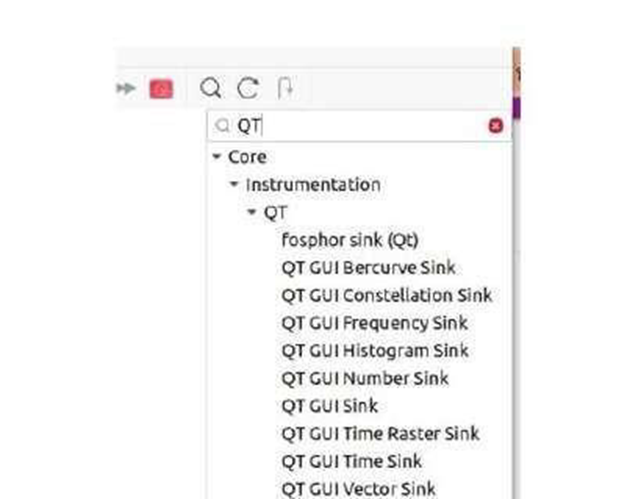 QT
Core
Instrumentation
QT
fosphor sink (Qt)
QT GUI Bercurve Sink
QT GUI Constellation Sink
QT GUI Frequency Sink
QT GUI Histogram Sink
QT GUI Number Sink
QT GUI Sink
QT GUI Time Raster Sink
QT GUI Time Sink
QT GUI Vector Sink